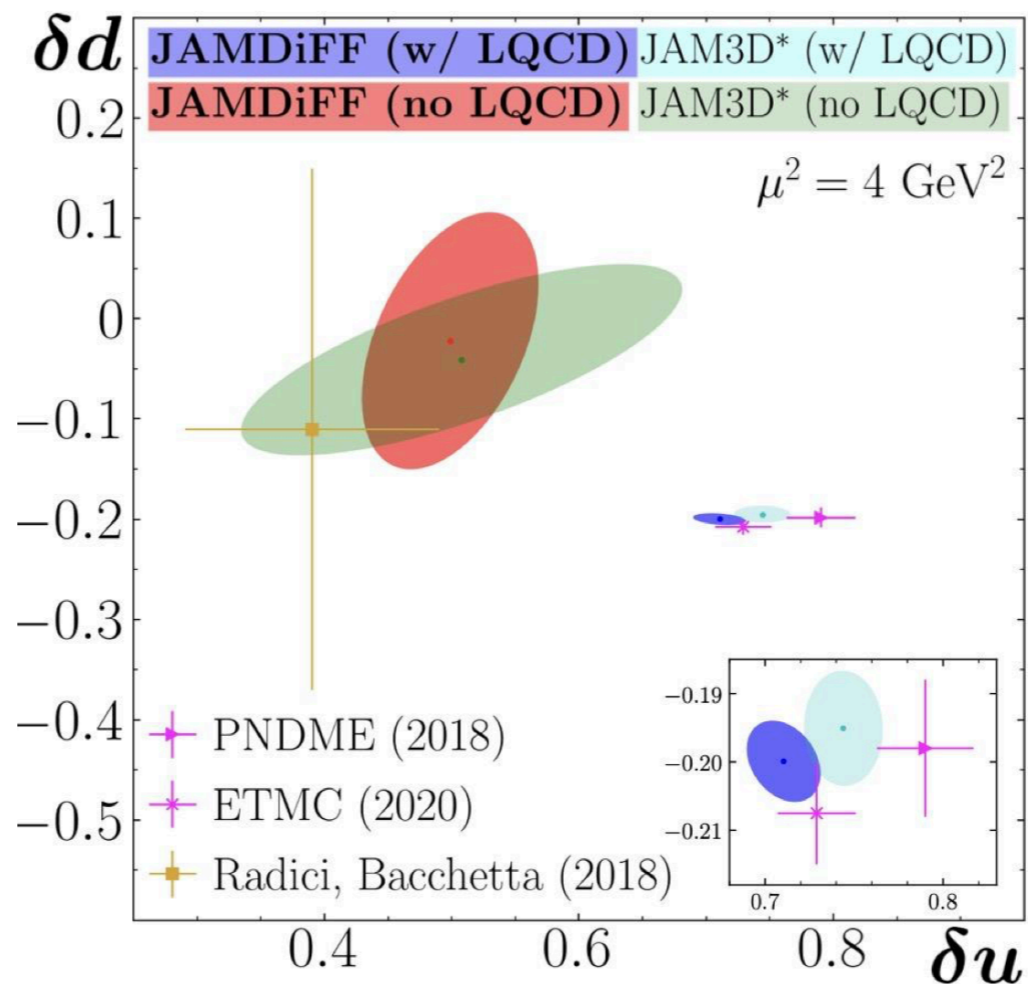 δd
JAMDiFF (w/ LQCD) JAM3D* (w/ LQCD)
JAMDiFF (no LQCD) JAM3D* (no LQCD)
μ² = 4 GeV²
0.2
0.1
0
−0.1
−0.2
−0.3
−0.4
−0.5
PNDME (2018)
ETMC (2020)
Radici, Bacchetta (2018)
−0.19
−0.20
−0.21
0.7 0.8
0.4 0.6 0.8 δu